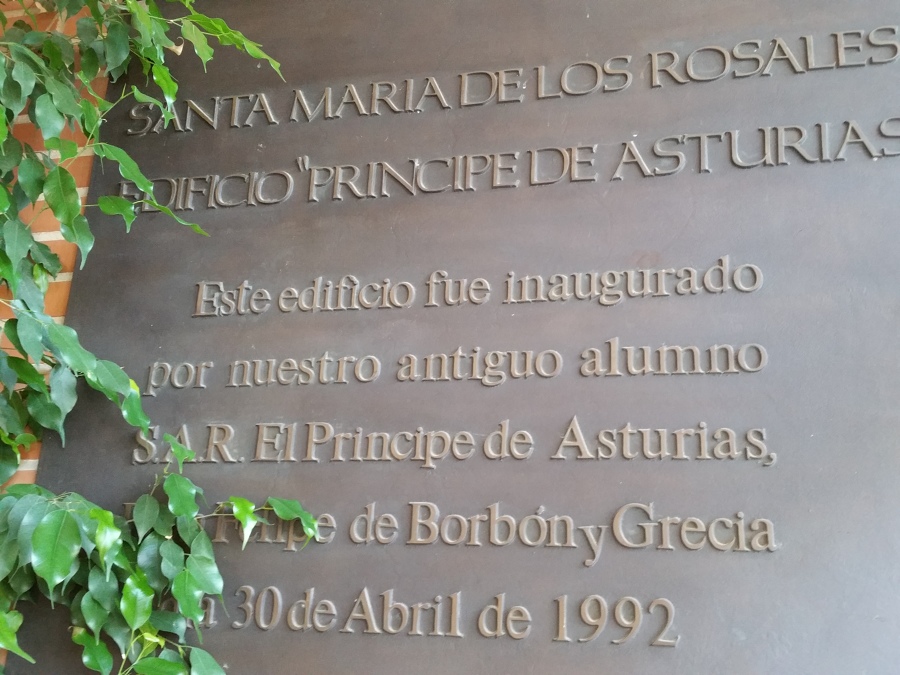 SANTA MARIA DE LOS ROSALES
EDIFICIO "PRINCIPE DE ASTURIAS
Este edificio fue inaugurado
por nuestro antiguo alumno
S.A.R. El Principe de Asturias,
Felipe de Borbón y Grecia
30 de Abril de 1992